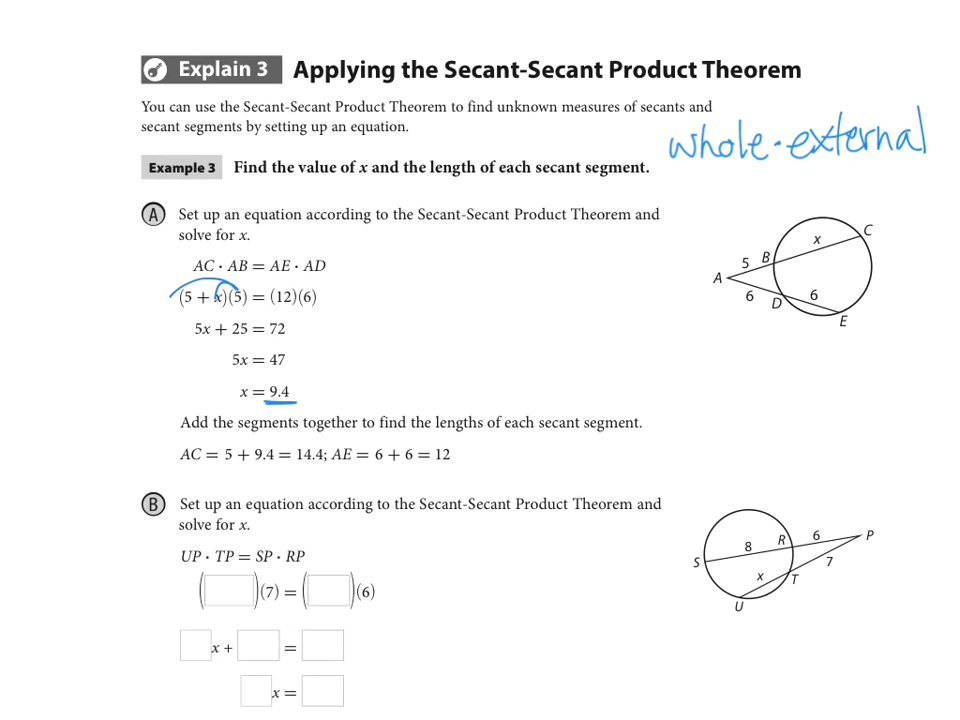 Explain 3 Applying the Secant-Secant Product Theorem
You can use the Secant-Secant Product Theorem to find unknown measures of secants and
secant segments by setting up an equation.
whole · external
Example 3 Find the value of x and the length of each secant segment.
A Set up an equation according to the Secant-Secant Product Theorem and
solve for x.
AC · AB = AE · AD
(5 + x)(5) = (12)(6)
5x + 25 = 72
5x = 47
x = 9.4
A 5 B x C
6 D 6 E
Add the segments together to find the lengths of each secant segment.
AC = 5 + 9.4 = 14.4; AE = 6 + 6 = 12
B Set up an equation according to the Secant-Secant Product Theorem and
solve for x.
UP · TP = SP · RP
( )(7) = ( )(6)
x + =
x =
S 8 R 6 P
U x T 7